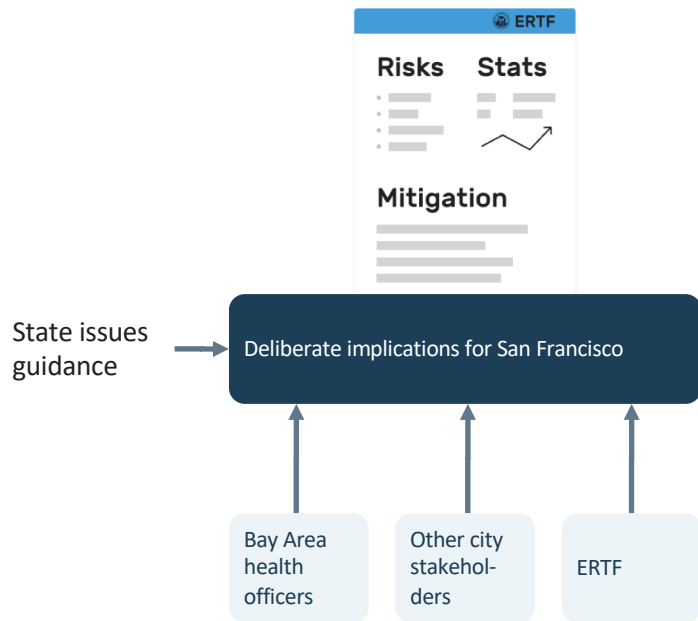 ERTF
Risks Stats
Mitigation
State issues
guidance
Deliberate implications for San Francisco
Bay Area
health
officers
Other city
stakehol-
ders
ERTF